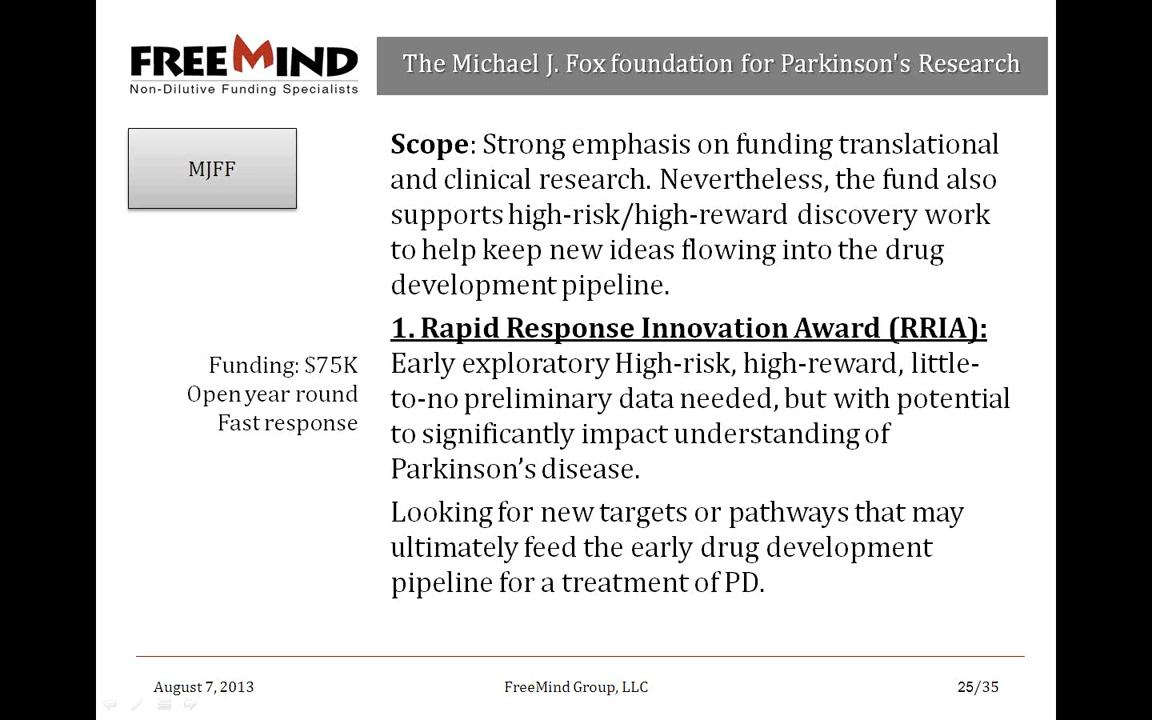 FREEMIND
Non-Dilutive Funding Specialists
The Michael J. Fox foundation for Parkinson's Research
MJFF
Scope: Strong emphasis on funding translational
and clinical research. Nevertheless, the fund also
supports high-risk/high-reward discovery work
to help keep new ideas flowing into the drug
development pipeline.
1. Rapid Response Innovation Award (RRIA):
Early exploratory High-risk, high-reward, little-
to-no preliminary data needed, but with potential
to significantly impact understanding of
Parkinson’s disease.
Funding: $75K
Open year round
Fast response
Looking for new targets or pathways that may
ultimately feed the early drug development
pipeline for a treatment of PD.
August 7, 2013
FreeMind Group, LLC
25/35